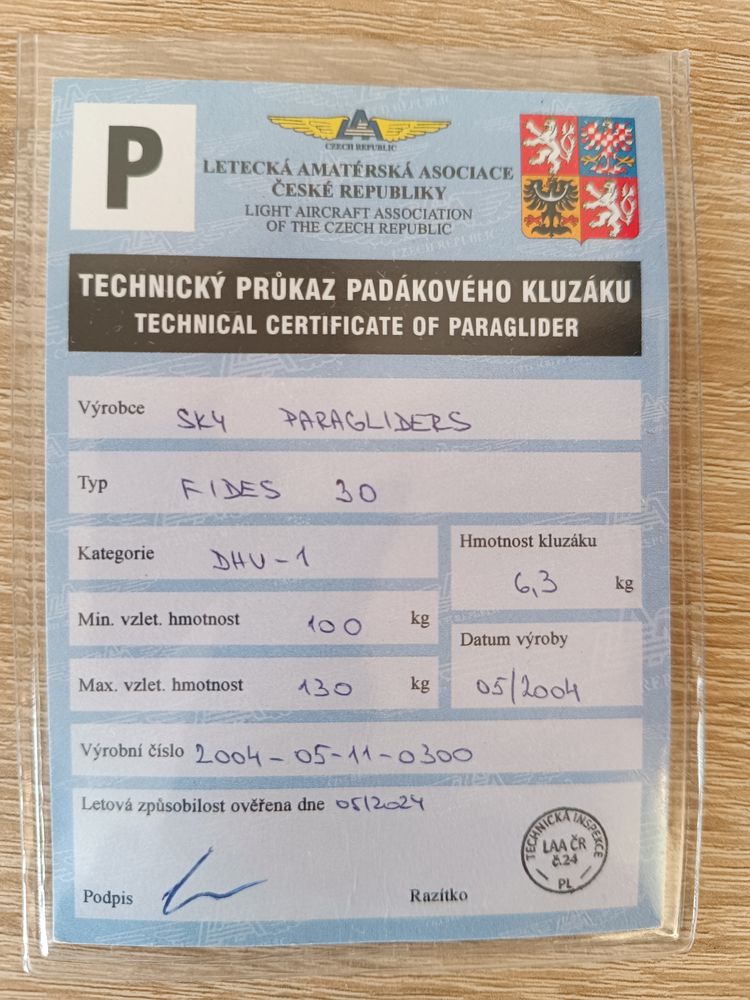 P
CZECH REPUBLIC
LETECKÁ AMATÉRSKÁ ASOCIACE
ČESKÉ REPUBLIKY
LIGHT AIRCRAFT ASSOCIATION
OF THE CZECH REPUBLIC
TECHNICKÝ PRŮKAZ PADÁKOVÉHO KLUZÁKU
TECHNICAL CERTIFICATE OF PARAGLIDER
Výrobce SKY PARAGLIDERS
Typ FIDES 30
Kategorie DHV-1
Hmotnost kluzáku
6,3 kg
Min. vzlet. hmotnost 100 kg
Datum výroby
05/2004
Max. vzlet. hmotnost 130 kg
Výrobní číslo 2004-05-11-0300
Letová způsobilost ověřena dne 05/2024
TECHNICKÁ INSPEKCE
LAA ČR
č.24
PL
Podpis Razítko